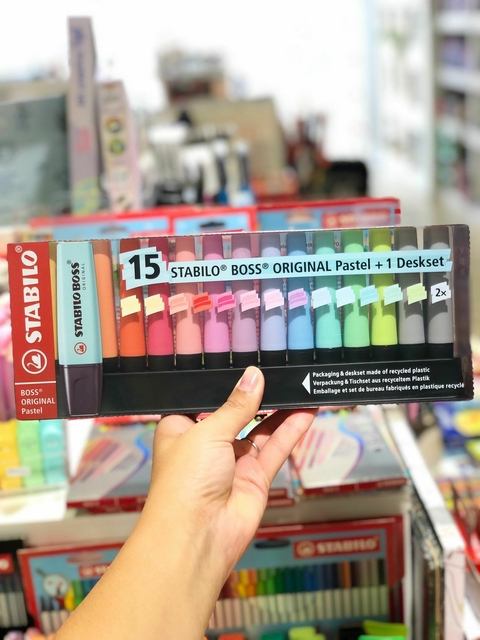 STABILO®
BOSS®
ORIGINAL
Pastel
STABILO BOSS®
ORIGINAL
15 STABILO® BOSS® ORIGINAL Pastel + 1 Deskset
2x
Packaging & deskset made of recycled plastic
Verpackung & Tischset aus recyceltem Plastik
Emballage et set de bureau fabriqués en plastique recyclé
STABILO